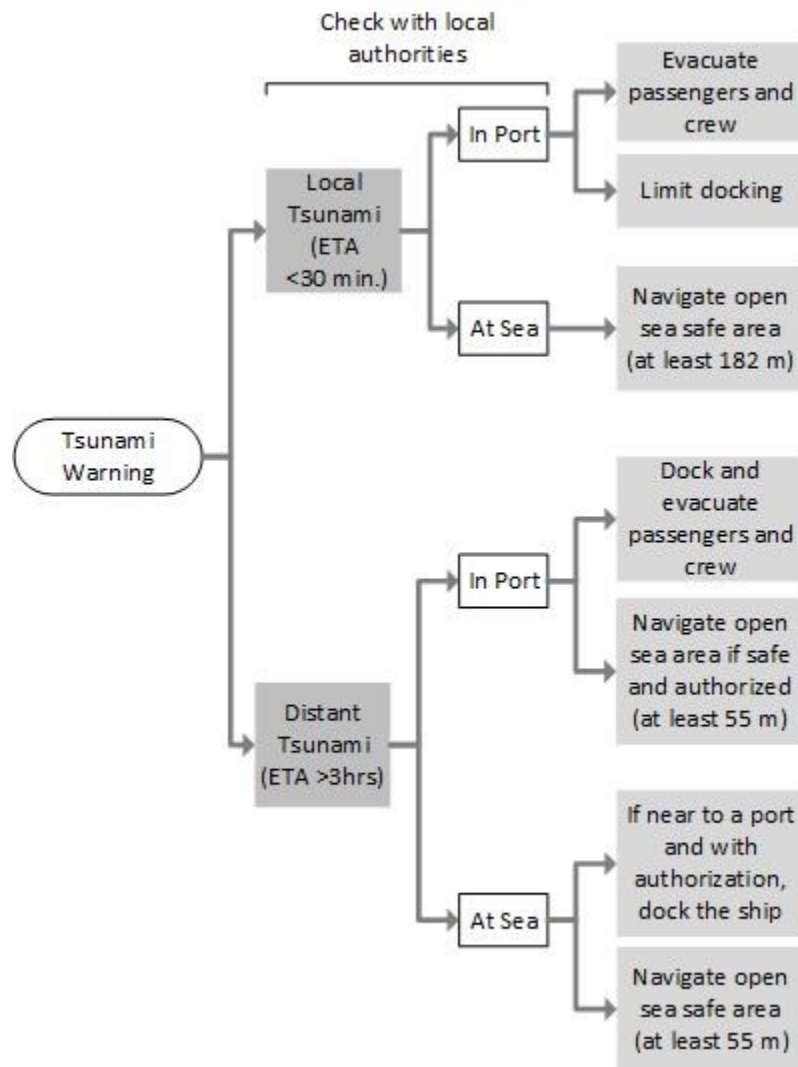 Check with local
authorities
Evacuate
passengers and
crew
In Port
Limit docking
Local
Tsunami
(ETA
<30 min.)
At Sea
Navigate open
sea safe area
(at least 182 m)
Tsunami
Warning
Dock and
evacuate
passengers and
crew
In Port
Navigate open
sea area if safe
and authorized
(at least 55 m)
Distant
Tsunami
(ETA >3hrs)
If near to a port
and with
authorization,
dock the ship
At Sea
Navigate open
sea safe area
(at least 55 m)